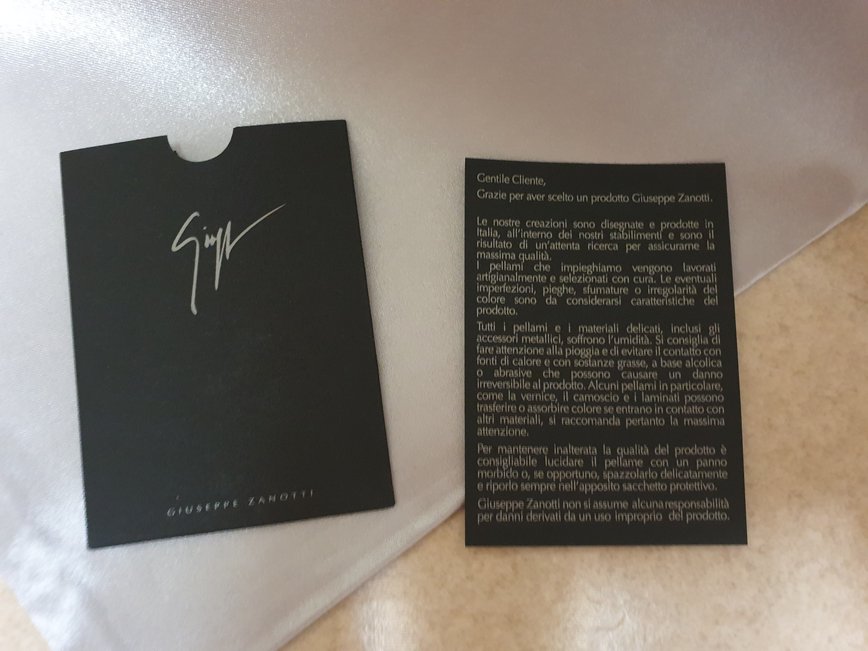 Giuseppe
GIUSEPPE ZANOTTI
Gentile Cliente,
Grazie per aver scelto un prodotto Giuseppe Zanotti.
Le nostre creazioni sono disegnate e prodotte in
Italia, all'interno dei nostri stabilimenti e sono il
risultato di un'attenta ricerca per assicurarne la
massima qualità.
I pellami che impieghiamo vengono lavorati
artigianalmente e selezionati con cura. Le eventuali
imperfezioni, pieghe, sfumature o irregolarità del
colore sono da considerarsi caratteristiche del
prodotto.
Tutti i pellami e i materiali delicati, inclusi gli
accessori metallici, soffrono l'umidità. Si consiglia di
fare attenzione alla pioggia e di evitare il contatto con
fonti di calore e con sostanze grasse, a base alcolica
o abrasive che possono causare un danno
irreversibile al prodotto. Alcuni pellami in particolare,
come la vernice, il camoscio e i laminati possono
trasferire o assorbire colore se entrano in contatto con
altri materiali, si raccomanda pertanto la massima
attenzione.
Per mantenere inalterata la qualità del prodotto è
consigliabile lucidare il pellame con un panno
morbido o, se opportuno, spazzolarlo delicatamente
e riporlo sempre nell'apposito sacchetto protettivo.
Giuseppe Zanotti non si assume alcuna responsabilità
per danni derivati da un uso improprio del prodotto.